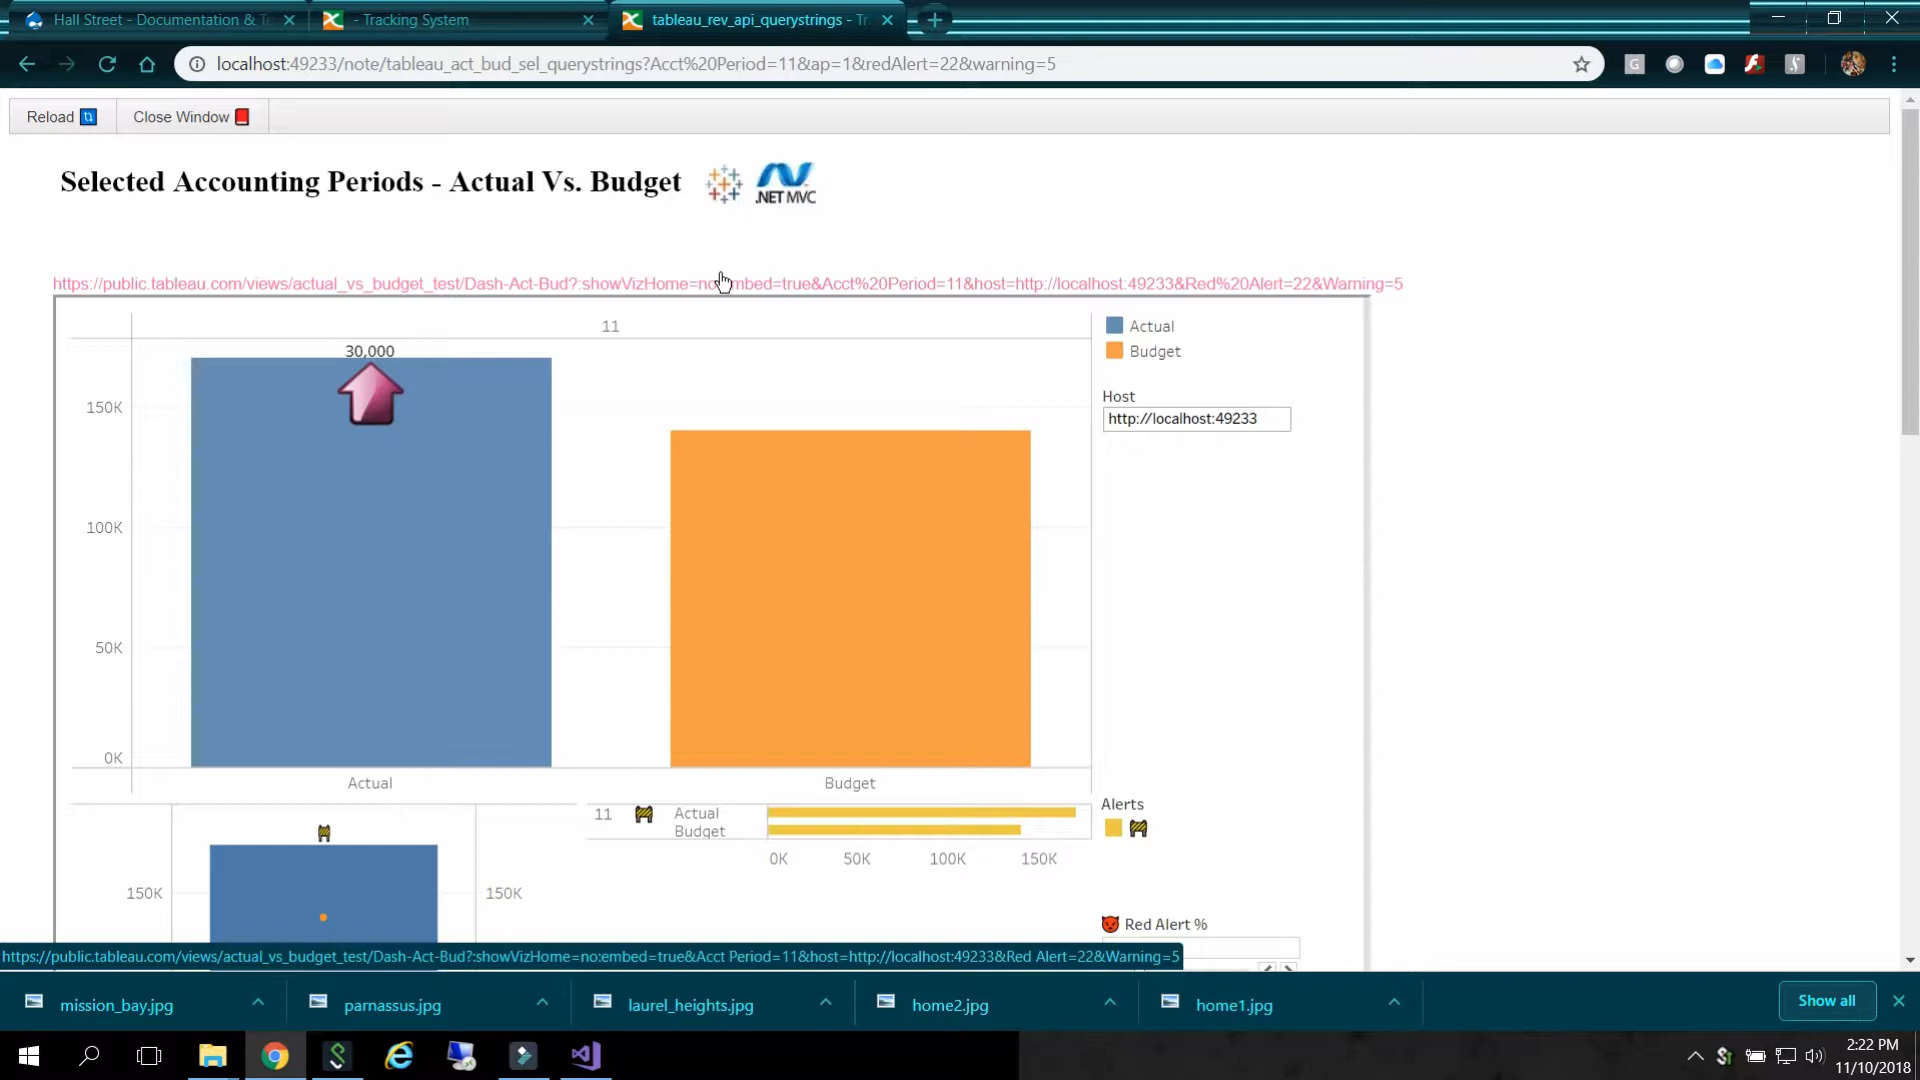 Hall Street - Documentation & Te
- Tracking System
tableau_rev_api_querystrings - Tr
localhost:49233/note/tableau_act_bud_sel_querystrings?Acct%20Period=11&ap=1&redAlert=22&warning=5
Reload
Close Window
Selected Accounting Periods - Actual Vs. Budget
.NET MVC
https://public.tableau.com/views/actual_vs_budget_test/Dash-Act-Bud?:showVizHome=no:embed=true&Acct%20Period=11&host=http://localhost:49233&Red%20Alert=22&Warning=5
11
30,000
150K
100K
50K
0K
Actual
Budget
Actual
Budget
Host
http://localhost:49233
11
Actual
Budget
0K
50K
100K
150K
150K
150K
Alerts
Red Alert %
https://public.tableau.com/views/actual_vs_budget_test/Dash-Act-Bud?:showVizHome=no:embed=true&Acct Period=11&host=http://localhost:49233&Red Alert=22&Warning=5
mission_bay.jpg
parnassus.jpg
laurel_heights.jpg
home2.jpg
home1.jpg
Show all
2:22 PM
11/10/2018